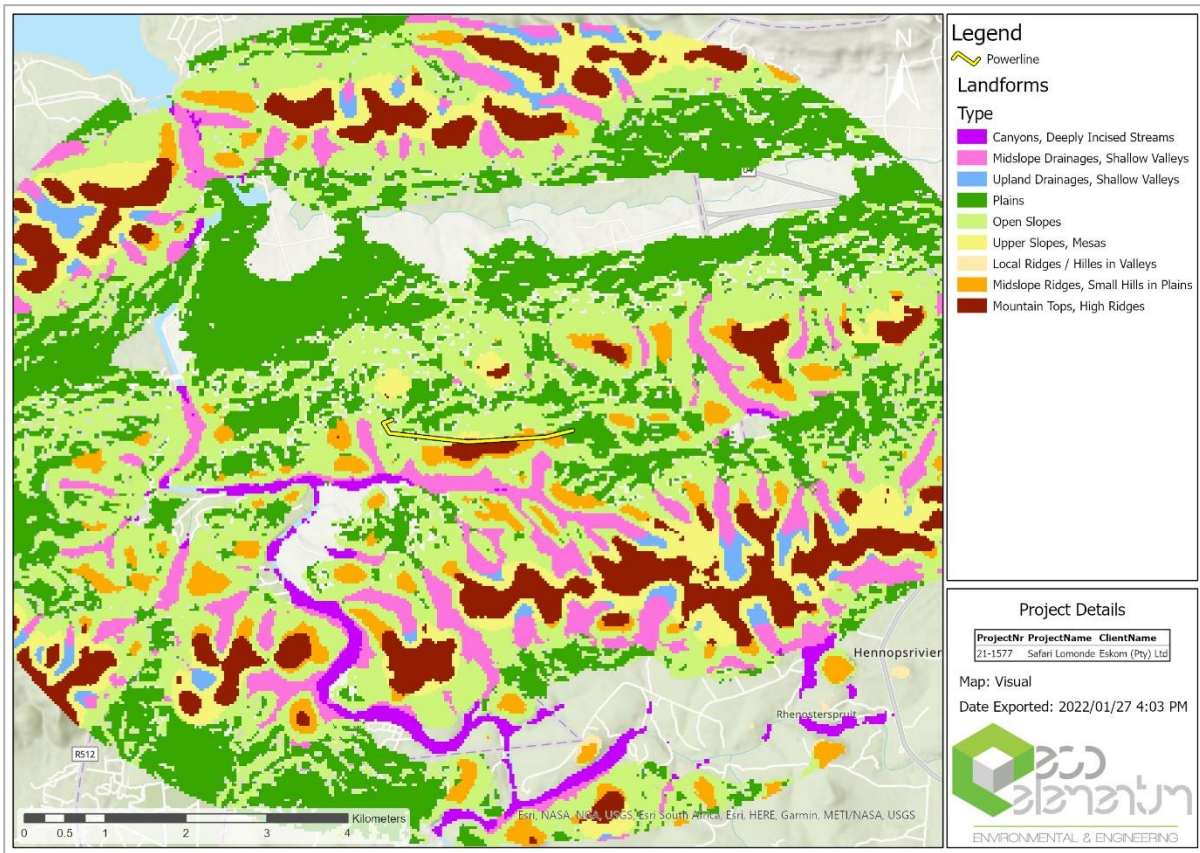 N
04
Hennopsrivier
Rhenosterspruit
R512
Kilometers
0 0.5 1 2 3 4
Esri, NASA, NGA, USGS, Esri South Africa, Esri, HERE, Garmin, METI/NASA, USGS
Legend
Powerline
Landforms
Type
Canyons, Deeply Incised Streams
Midslope Drainages, Shallow Valleys
Upland Drainages, Shallow Valleys
Plains
Open Slopes
Upper Slopes, Mesas
Local Ridges / Hilles in Valleys
Midslope Ridges, Small Hills in Plains
Mountain Tops, High Ridges
Project Details
ProjectNr ProjectName ClientName
21-1577 Safari Lomonde Eskom (Pty) Ltd
Map: Visual
Date Exported: 2022/01/27 4:03 PM
eco
elementum
ENVIRONMENTAL & ENGINEERING